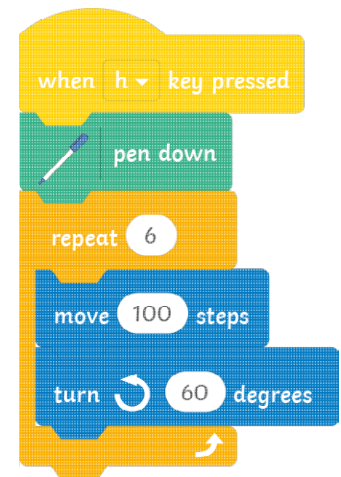 when h key pressed
pen down
repeat 6
move 100 steps
turn 60 degrees